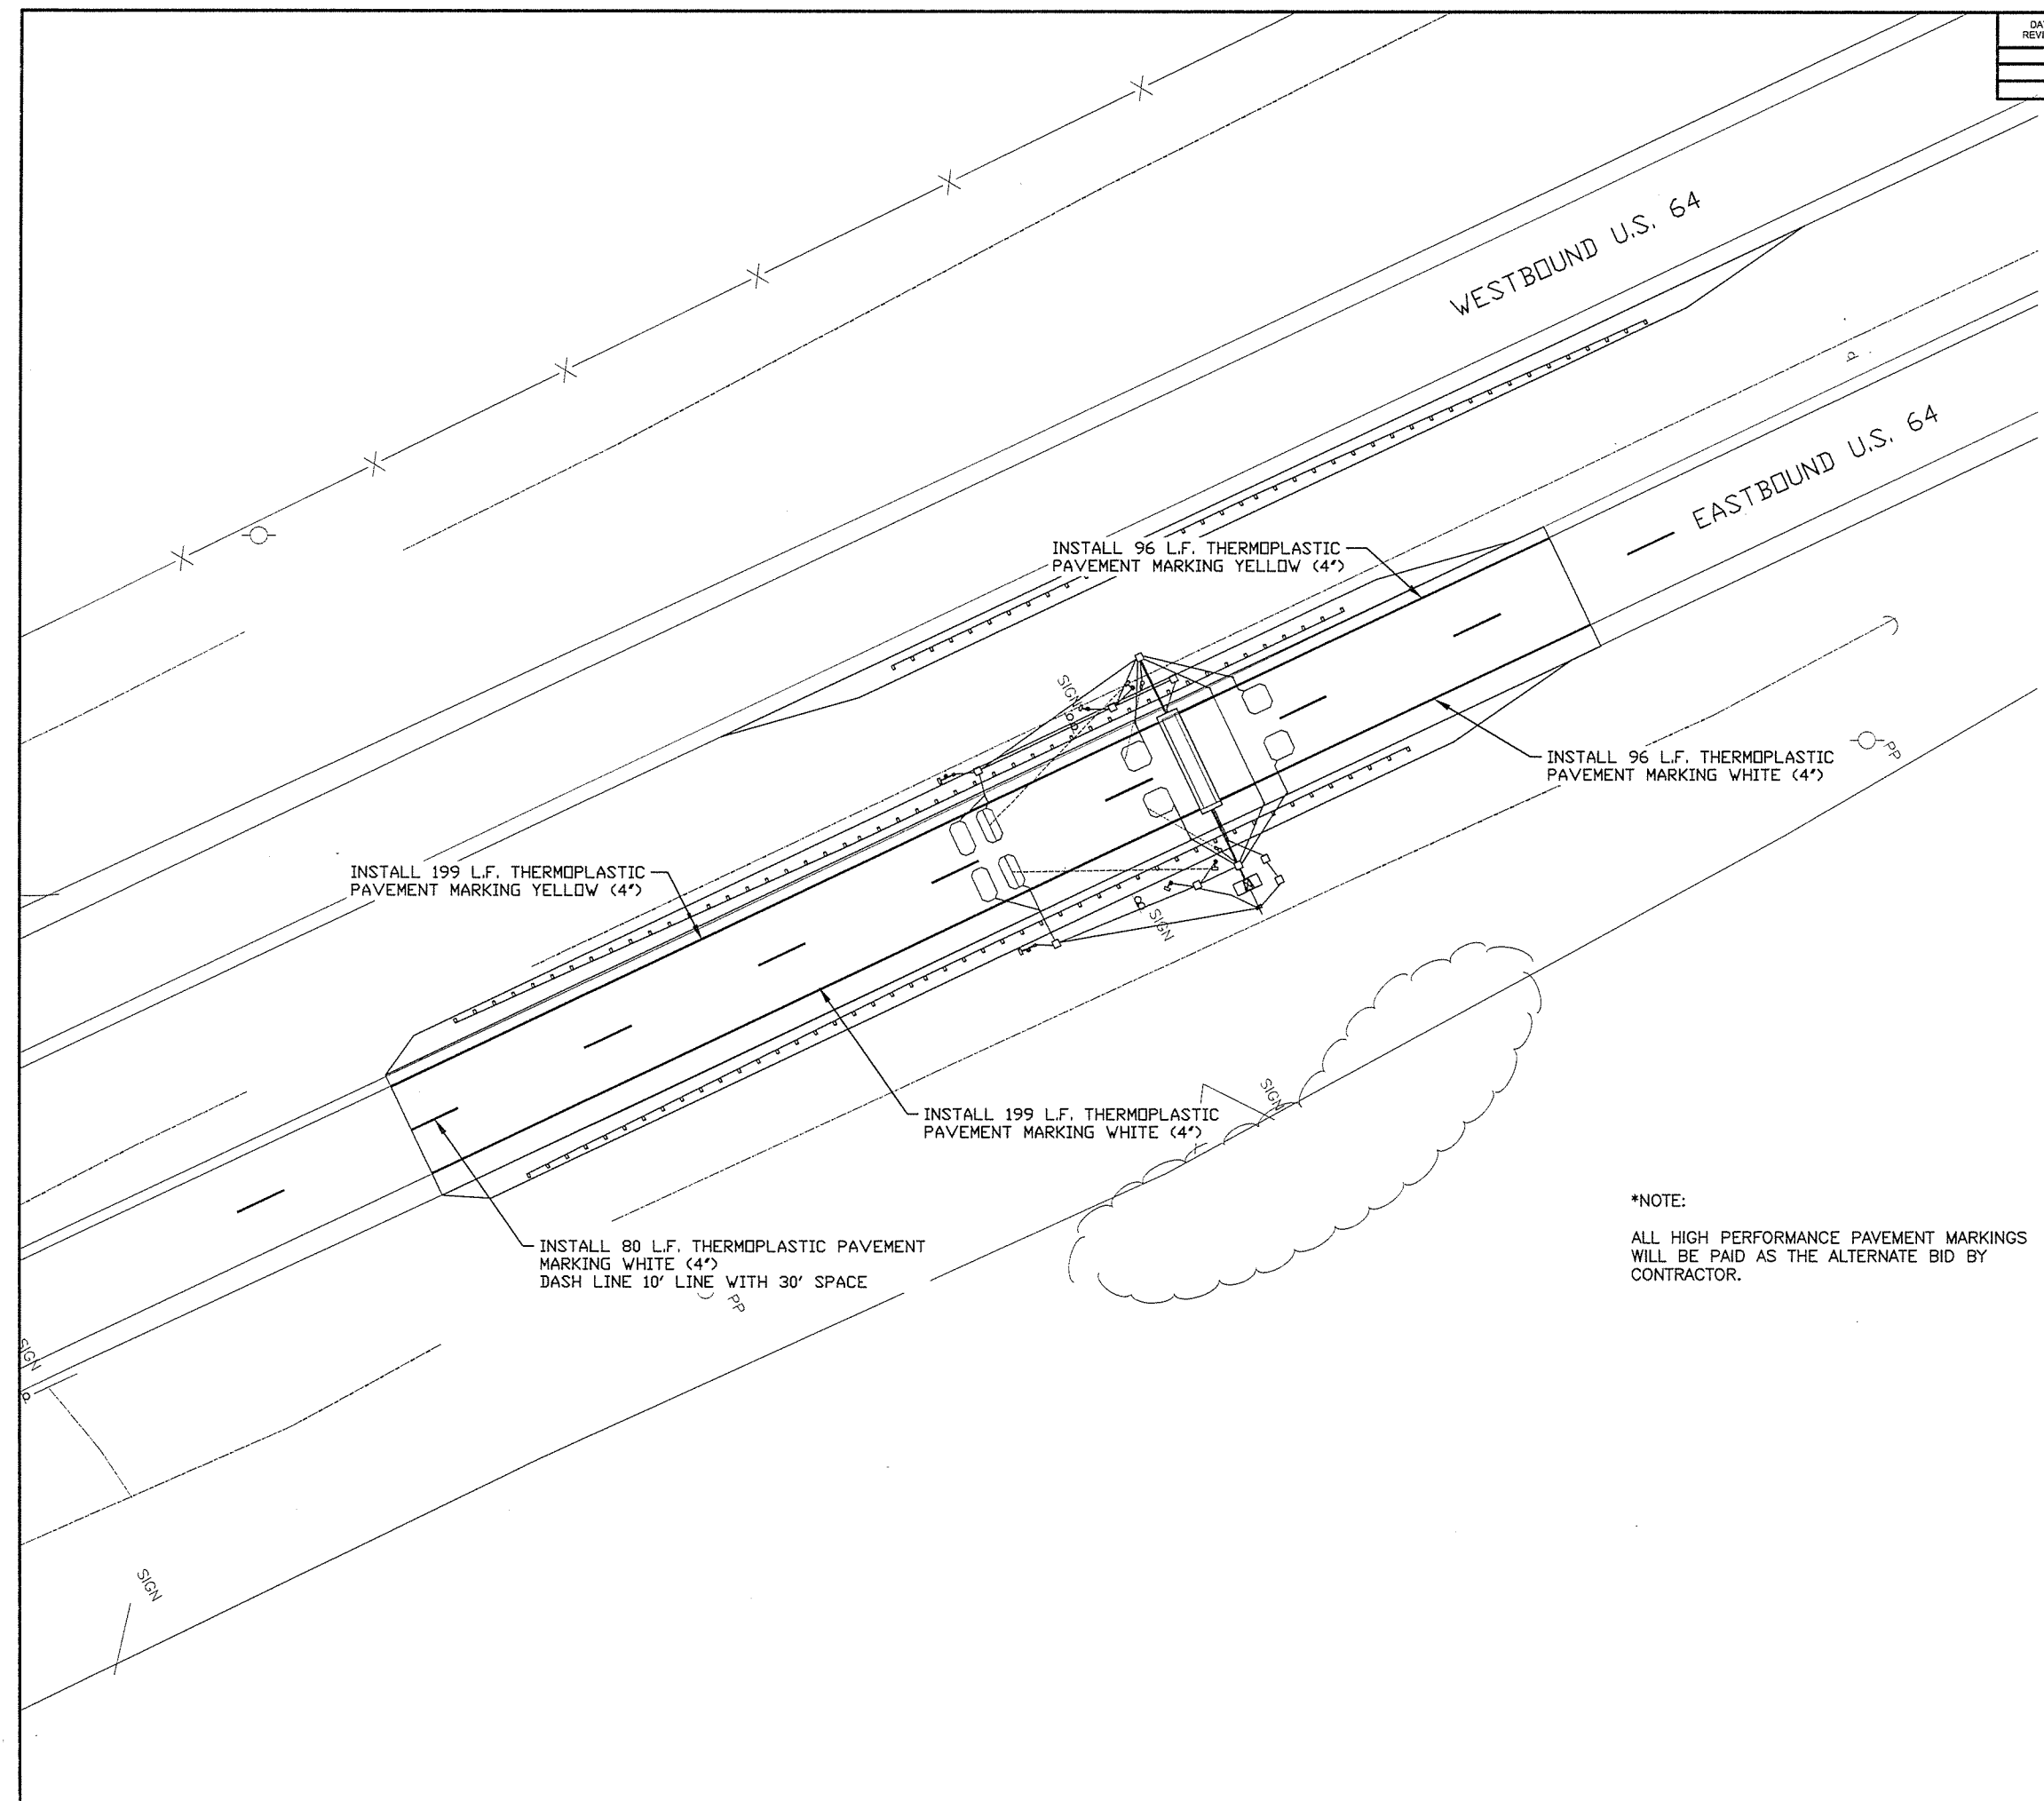 WESTBOUND U.S. 64
EASTBOUND U.S. 64
INSTALL 96 L.F. THERMOPLASTIC
PAVEMENT MARKING YELLOW (4")
SIGN
INSTALL 96 L.F. THERMOPLASTIC
PAVEMENT MARKING WHITE (4")
PP
INSTALL 199 L.F. THERMOPLASTIC
PAVEMENT MARKING YELLOW (4")
SIGN
INSTALL 199 L.F. THERMOPLASTIC
PAVEMENT MARKING WHITE (4")
SIGN
INSTALL 80 L.F. THERMOPLASTIC PAVEMENT
MARKING WHITE (4")
DASH LINE 10' LINE WITH 30' SPACE
PP
*NOTE:
ALL HIGH PERFORMANCE PAVEMENT MARKINGS
WILL BE PAID AS THE ALTERNATE BID BY
CONTRACTOR.
SIGN
SIGN